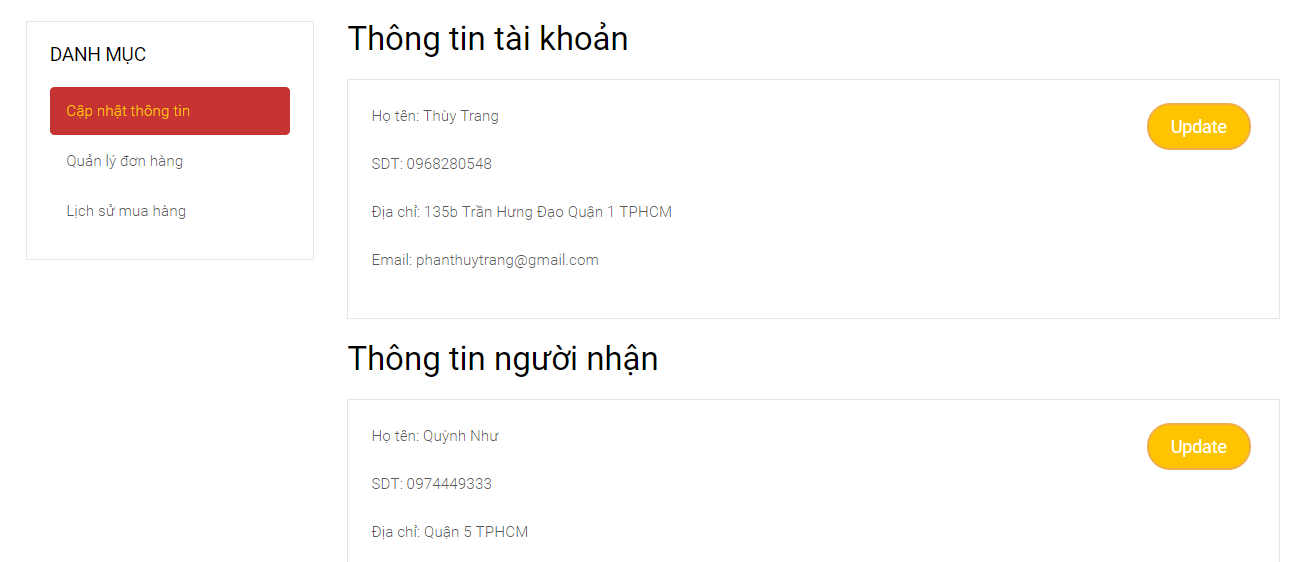 DANH MỤC
Cập nhật thông tin
Quản lý đơn hàng
Lịch sử mua hàng
Thông tin tài khoản
Họ tên: Thùy Trang
Update
SDT: 0968280548
Địa chỉ: 135b Trần Hưng Đạo Quận 1 TPHCM
Email: phanthuytrang@gmail.com
Thông tin người nhận
Họ tên: Quỳnh Như
Update
SDT: 0974449333
Địa chỉ: Quận 5 TPHCM